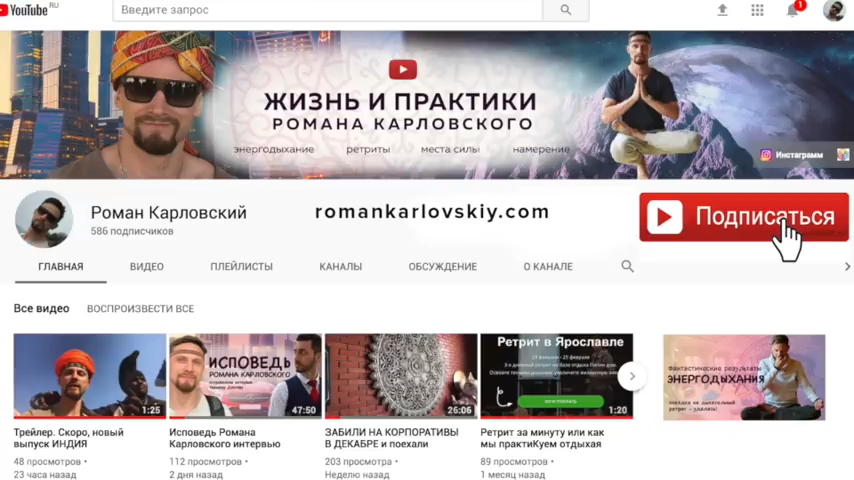 YouTube RU
Введите запрос
1
ЖИЗНЬ И ПРАКТИКИ
РОМАНА КАРЛОВСКОГО
энергодыхание ретриты места силы намерение
Инстаграмм
Роман Карловский
586 подписчиков
romankarlovskiy.com
Подписаться
ГЛАВНАЯ ВИДЕО ПЛЕЙЛИСТЫ КАНАЛЫ ОБСУЖДЕНИЕ О КАНАЛЕ
Все видео ВОСПРОИЗВЕСТИ ВСЕ
1:25
ИСПОВЕДЬ
РОМАНА КАРЛОВСКОГО
47:50
26:06
Ретрит в Ярославле
1:20
Фактические результаты
ЭНЕРГОДЫХАНИЯ
Трейлер. Скоро, новый
выпуск ИНДИЯ
48 просмотров •
23 часа назад
Исповедь Романа
Карловского интервью
112 просмотров •
2 дня назад
ЗАБИЛИ НА КОРПОРАТИВЫ
В ДЕКАБРЕ и поехали
203 просмотра •
Неделю назад
Ретрит за минуту или как
мы практиКуем отдыхая
89 просмотров •
1 месяц назад